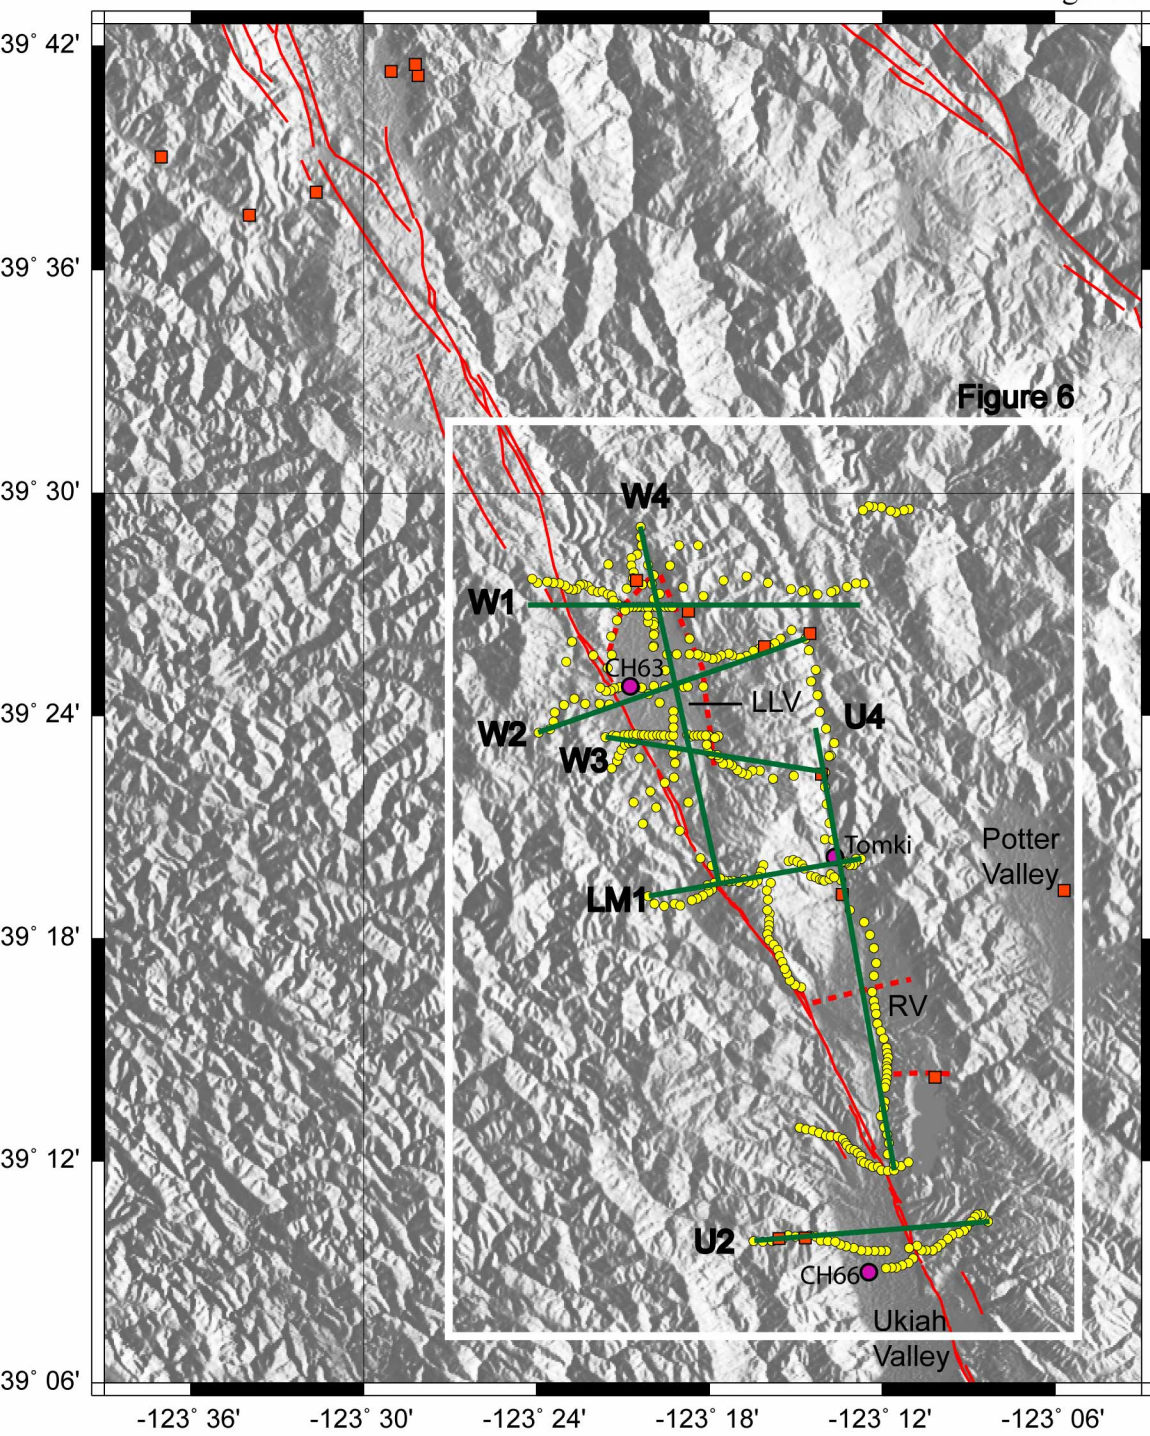 39° 42'
39° 36'
Figure 6
39° 30'
W4
W1
CH63
LLV
U4
39° 24'
W2
W3
Tomki
Potter
Valley
LM1
39° 18'
RV
39° 12'
U2
CH66
Ukiah
Valley
39° 06'
-123° 36' -123° 30' -123° 24' -123° 18' -123° 12' -123° 06'